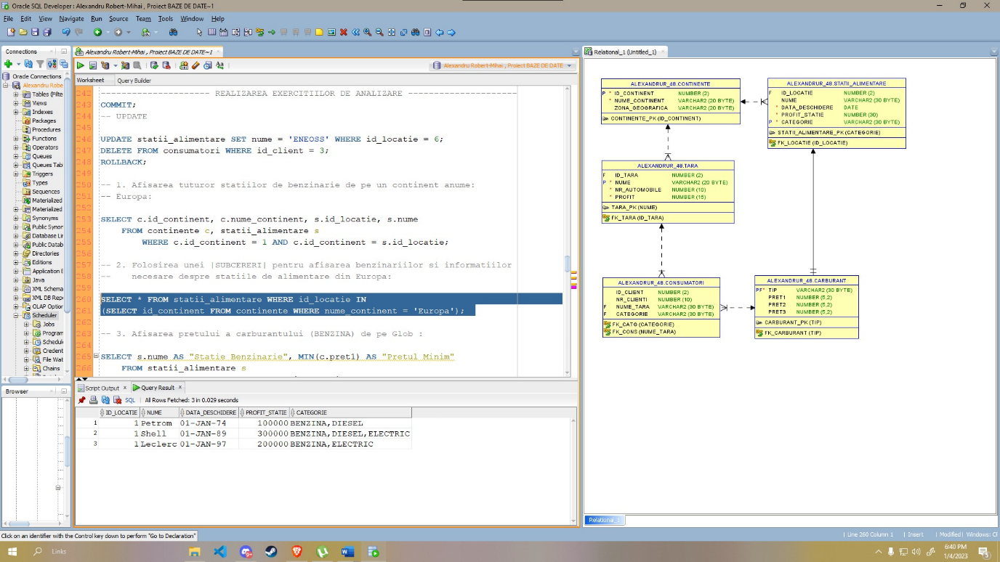 Oracle SQL Developer : Alexandru Robert-Mihai , Proiect BAZE DE DATE~1
File Edit View Navigate Run Source Team Tools Window Help
Connections
Oracle Connections
Alexandru Robe
Tables (Filte
Views
Indexes
Packages
Procedures
Functions
Operators
Queues
Queues Tab
Triggers
Types
Sequences
Materialized
Materialized
Synonyms
Public Synor
Database Lin
Public Datab
Directories
Editions
Application E
Java
XML Schema
XML DB Repo
OLAP Option
Scheduler
Jobs
Program
Schedul
Credent
File Wat
Chains
Browser
Alexandru Robert-Mihai , Proiect BAZE DE DATE~1
Alexandru Robert-Mihai , Proiect BAZE DE DATE
Worksheet Query Builder
242 --------------------- REALIZAREA EXERCITIILOR DE ANALIZARE ---------------------
243 COMMIT;
244 -- UPDATE
245
246 UPDATE statii_alimentare SET nume = 'ENEOSS' WHERE id_locatie = 6;
247 DELETE FROM consumatori WHERE id_client = 3;
248 ROLLBACK;
249
250 -- 1. Afisarea tuturor statiilor de benzinarie de pe un continent anume:
251 -- Europa:
252
253 SELECT c.id_continent, c.nume_continent, s.id_locatie, s.nume
254 FROM continente c, statii_alimentare s
255 WHERE c.id_continent = 1 AND c.id_continent = s.id_locatie;
256
257 -- 2. Folosirea unei |SUBCERERI| pentru afisarea benzinariilor si informatiilor
258 -- necesare despre statiile de alimentare din Europa:
259
260 SELECT * FROM statii_alimentare WHERE id_locatie IN
261 (SELECT id_continent FROM continente WHERE nume_continent = 'Europa');
262
263 -- 3. Afisarea pretului a carburantului (BENZINA) de pe Glob :
264
265 SELECT s.nume AS "Statie Benzinarie", MIN(c.pret1) AS "Pretul Minim"
266 FROM statii_alimentare s
Script Output Query Result
SQL All Rows Fetched: 3 in 0.029 seconds
ID_LOCATIE NUME DATA_DESCHIDERE PROFIT_STATIE CATEGORIE
1 1 Petrom 01-JAN-74 100000 BENZINA,DIESEL
2 1 Shell 01-JAN-89 300000 BENZINA,DIESEL,ELECTRIC
3 1 Leclerc 01-JAN-97 200000 BENZINA,ELECTRIC
Relational_1 (Untitled_1)
ALEXANDRUR_48.CONTINENTE
P * ID_CONTINENT NUMBER (2)
* NUME_CONTINENT VARCHAR2 (20 BYTE)
* ZONA_GEOGRAFICA VARCHAR2 (20 BYTE)
CONTINENTE_PK (ID_CONTINENT)
ALEXANDRUR_48.STATII_ALIMENTARE
F ID_LOCATIE NUMBER (2)
NUME VARCHAR2 (30 BYTE)
* DATA_DESCHIDERE DATE
* PROFIT_STATIE NUMBER (30)
P * CATEGORIE VARCHAR2 (30 BYTE)
STATII_ALIMENTARE_PK (CATEGORIE)
FK_LOCATIE (ID_LOCATIE)
ALEXANDRUR_48.TARA
F ID_TARA NUMBER (2)
P * NUME VARCHAR2 (20 BYTE)
* NR_AUTOMOBILE NUMBER (10)
* PROFIT NUMBER (15)
TARA_PK (NUME)
FK_TARA (ID_TARA)
ALEXANDRUR_48.CONSUMATORI
ID_CLIENT NUMBER (2)
NR_CLIENTI NUMBER (10)
F NUME_TARA VARCHAR2 (30 BYTE)
F CATEGORIE VARCHAR2 (30 BYTE)
FK_CATG (CATEGORIE)
FK_CONS (NUME_TARA)
ALEXANDRUR_48.CARBURANT
PF* TIP VARCHAR2 (30 BYTE)
PRET1 NUMBER (5,2)
PRET2 NUMBER (5,2)
PRET3 NUMBER (5,2)
CARBURANT_PK (TIP)
FK_CARBURANT (TIP)
Relational_1
Click on an identifier with the Control key down to perform "Go to Declaration"
Line 260 Column 1 Insert Modified Windows: Cl
Links
6:40 PM
1/4/2023